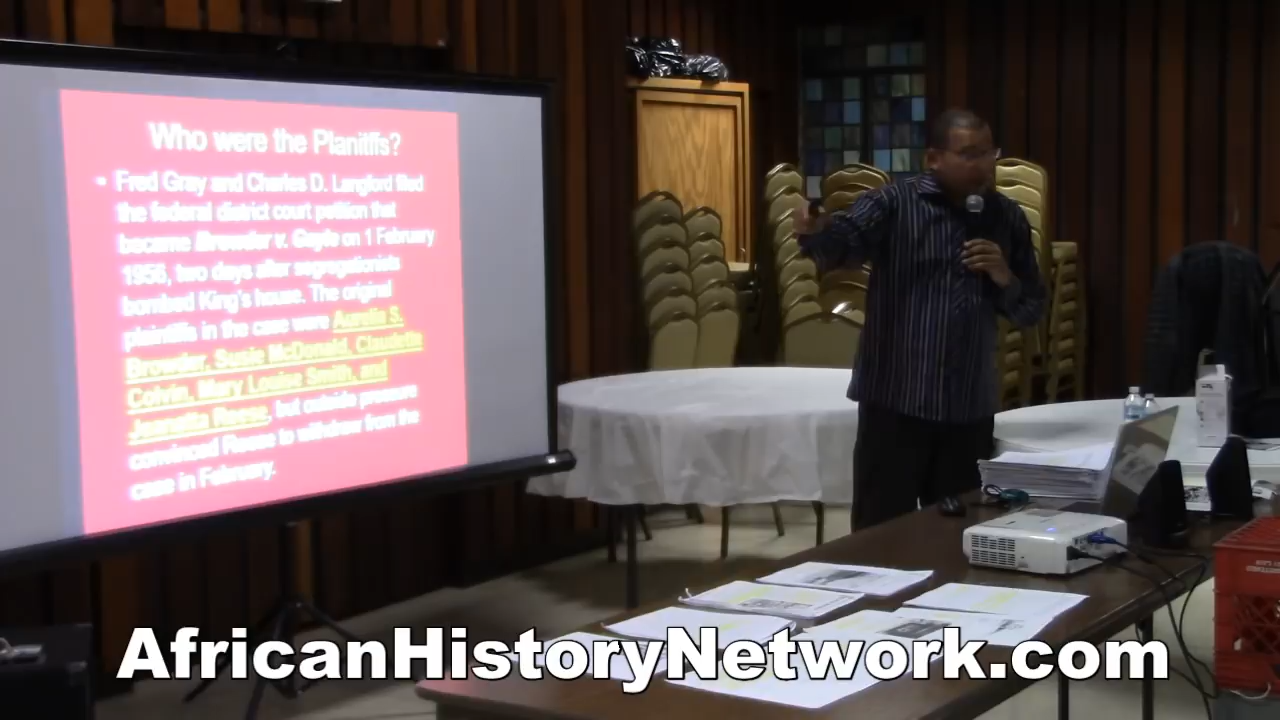 Who were the Planitffs?
• Fred Gray and Charles D. Langford filed
the federal district court petition that
became Browder v. Gayle on 1 February
1956, two days after segregationists
bombed King's house. The original
plaintiffs in the case were Aurelia S.
Browder, Susie McDonald, Claudette
Colvin, Mary Louise Smith, and
Jeanetta Reese, but outside pressure
convinced Reese to withdraw from the
case in February.
AfricanHistoryNetwork.com